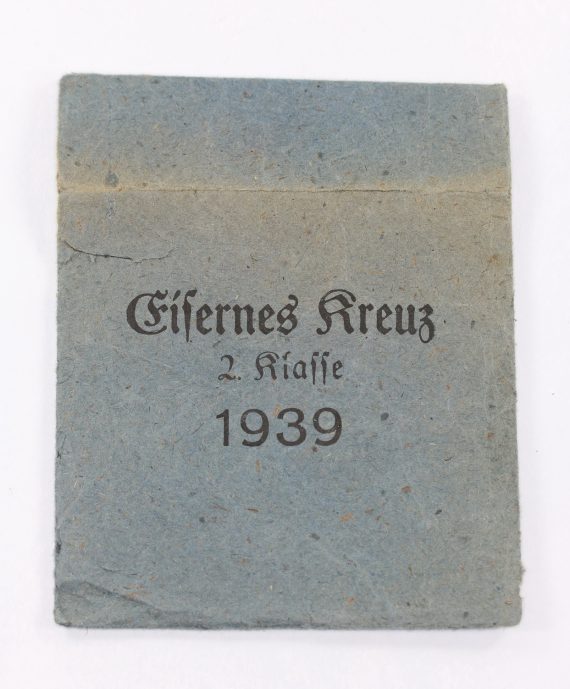 Eisernes Kreuz
2. Klasse
1939